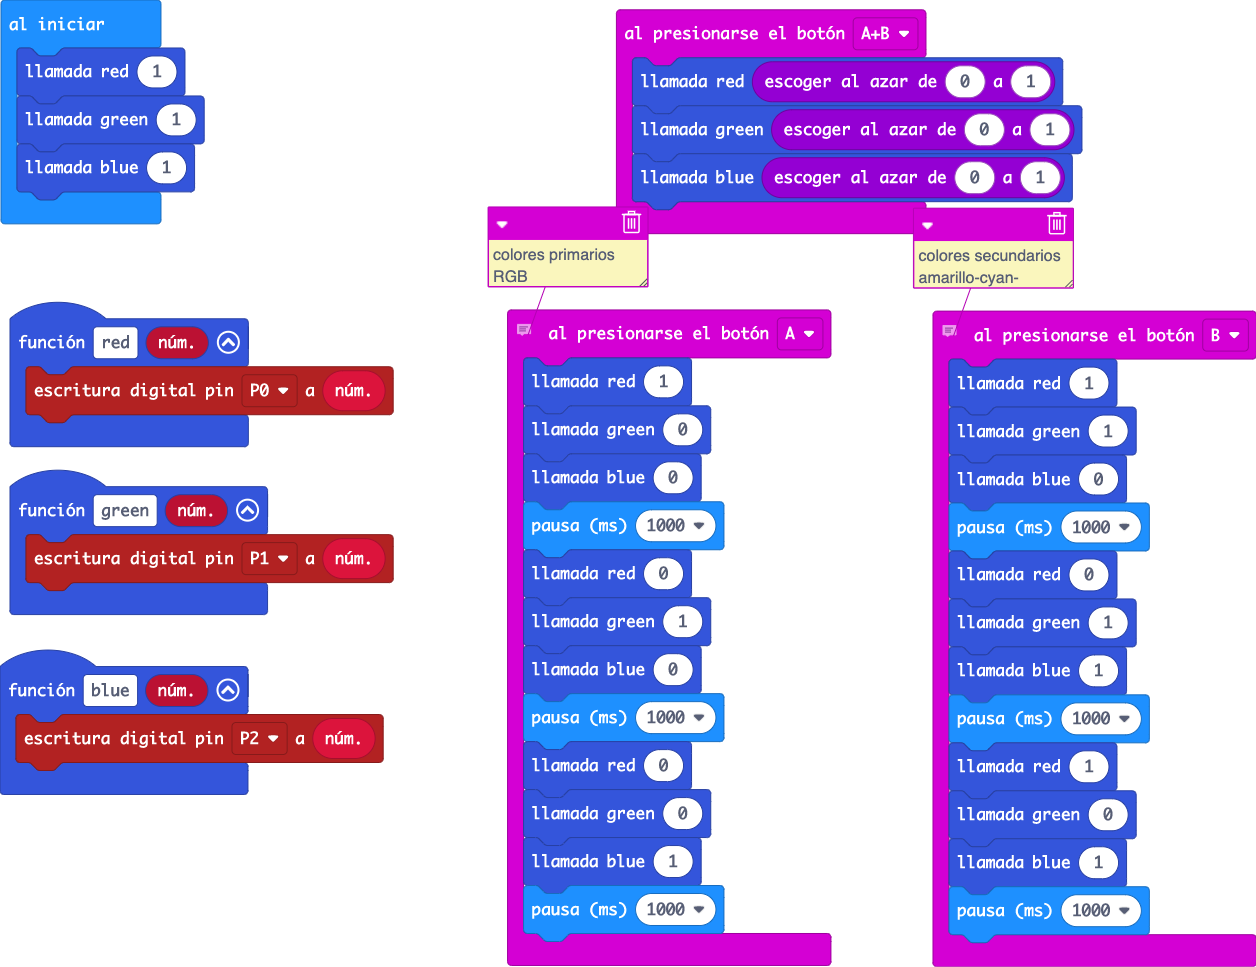 al iniciar
llamada red 1
llamada green 1
llamada blue 1
al presionarse el botón A+B
llamada red escoger al azar de 0 a 1
llamada green escoger al azar de 0 a 1
llamada blue escoger al azar de 0 a 1
colores primarios
RGB
colores secundarios
amarillo-cyan-
función red núm.
escritura digital pin P0 a núm.
función green núm.
escritura digital pin P1 a núm.
función blue núm.
escritura digital pin P2 a núm.
al presionarse el botón A
llamada red 1
llamada green 0
llamada blue 0
pausa (ms) 1000
llamada red 0
llamada green 1
llamada blue 0
pausa (ms) 1000
llamada red 0
llamada green 0
llamada blue 1
pausa (ms) 1000
al presionarse el botón B
llamada red 1
llamada green 1
llamada blue 0
pausa (ms) 1000
llamada red 0
llamada green 1
llamada blue 1
pausa (ms) 1000
llamada red 1
llamada green 0
llamada blue 1
pausa (ms) 1000